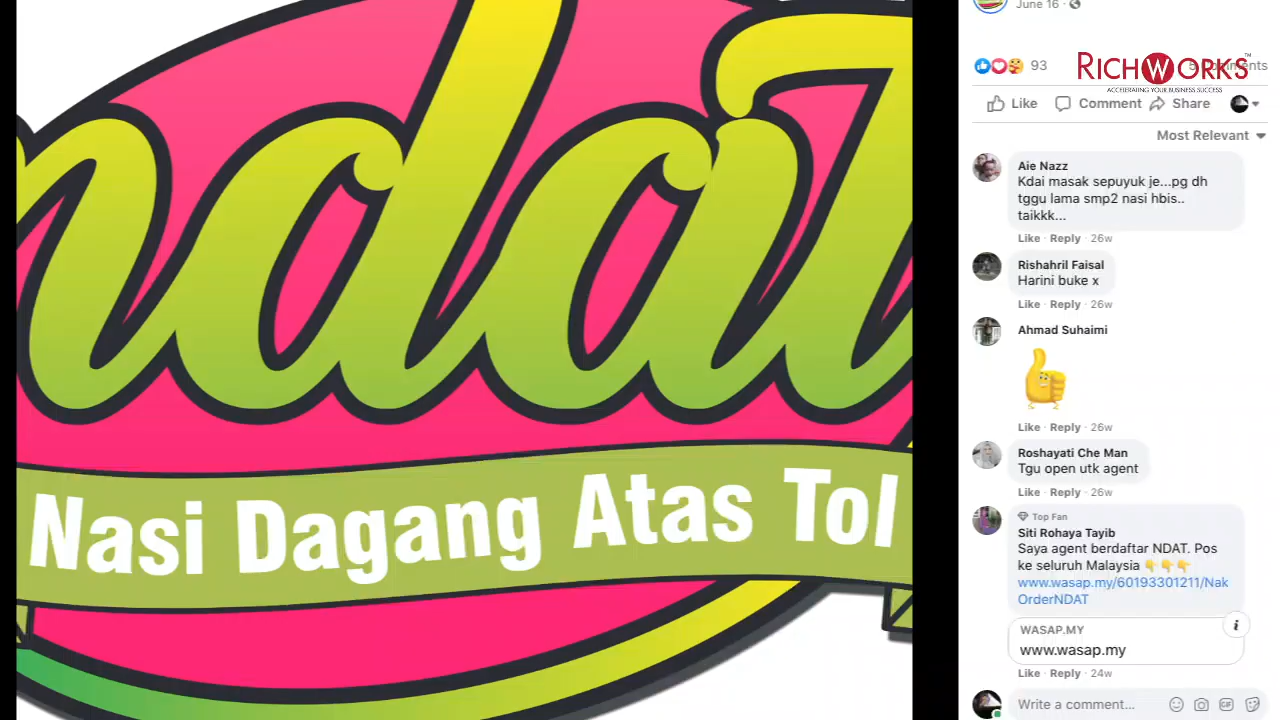 ndaT
Nasi Dagang Atas Tol
June 16 ·
93
RICHWORKS™
ACCELERATING YOUR BUSINESS SUCCESS
Like
Comment
Share
Most Relevant
Aie Nazz
Kdai masak sepuyuk je...pg dh
tggu lama smp2 nasi hbis..
taikkk...
Like · Reply · 26w
Rishahril Faisal
Harini buke x
Like · Reply · 26w
Ahmad Suhaimi
Like · Reply · 26w
Roshayati Che Man
Tgu open utk agent
Like · Reply · 26w
Top Fan
Siti Rohaya Tayib
Saya agent berdaftar NDAT. Pos
ke seluruh Malaysia 👇👇👇
www.wasap.my/60193301211/Nak
OrderNDAT
WASAP.MY
www.wasap.my
Like · Reply · 24w
Write a comment...
GIF